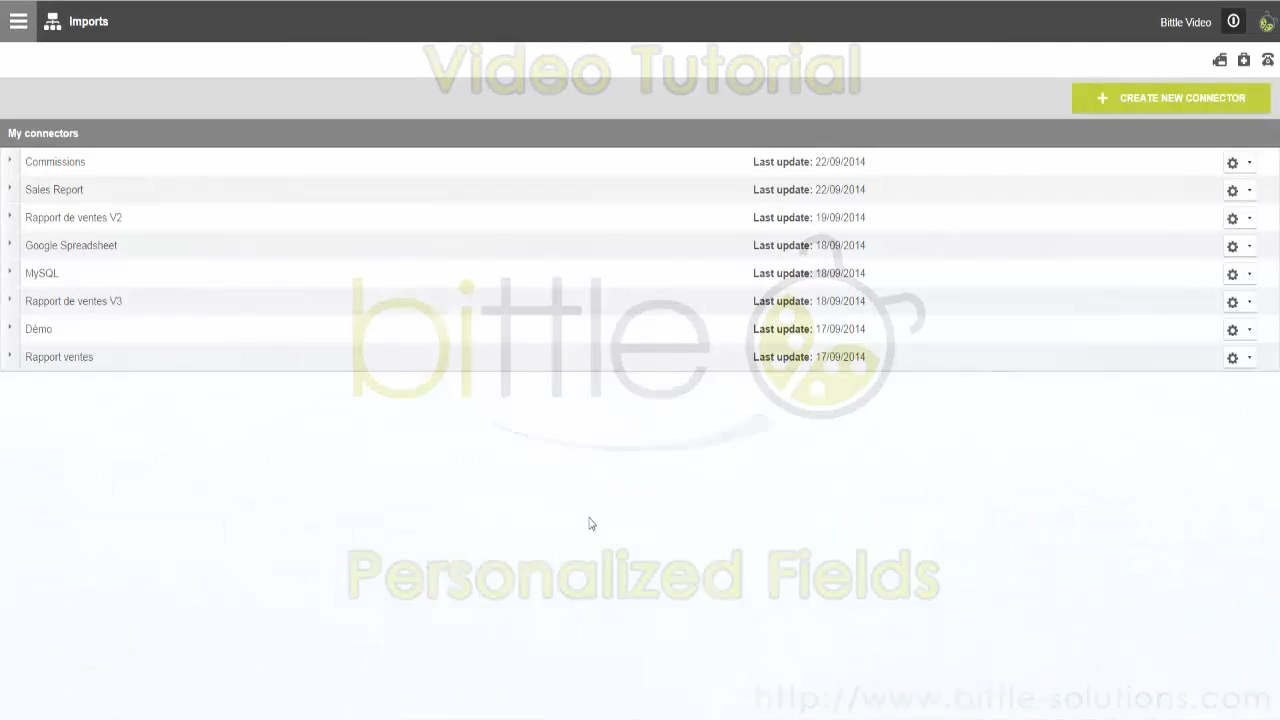 Imports
Bittle Video
Video Tutorial
CREATE NEW CONNECTOR
My connectors
Commissions Last update: 22/09/2014
Sales Report Last update: 22/09/2014
Rapport de ventes V2 Last update: 19/09/2014
Google Spreadsheet Last update: 18/09/2014
MySQL Last update: 18/09/2014
Rapport de ventes V3 Last update: 18/09/2014
Démo Last update: 17/09/2014
Rapport ventes Last update: 17/09/2014
bittle
Personalized Fields
http://www.bittle-solutions.com